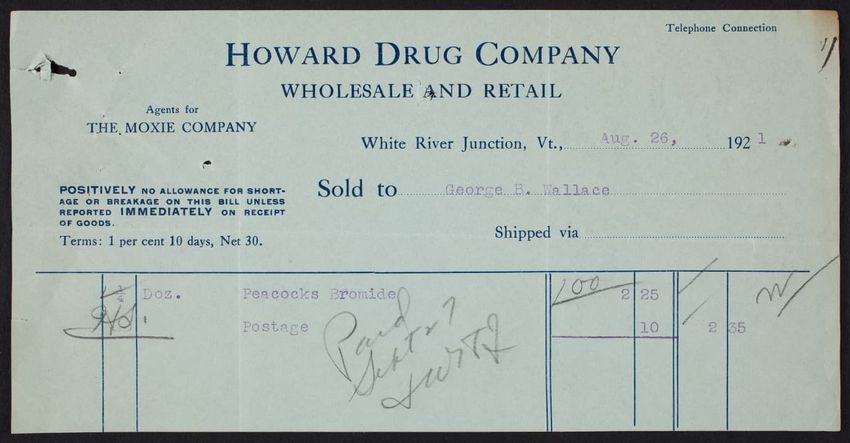 Telephone Connection
HOWARD DRUG COMPANY
WHOLESALE AND RETAIL
Agents for
THE MOXIE COMPANY
White River Junction, Vt., Aug. 26, 1921
POSITIVELY NO ALLOWANCE FOR SHORT-
AGE OR BREAKAGE ON THIS BILL UNLESS
REPORTED IMMEDIATELY ON RECEIPT
OF GOODS.
Terms: 1 per cent 10 days, Net 30.
Sold to George B. Wallace
Shipped via
Doz. Peacocks Bromide 100 2 25
Postage 10 2 35
Paid
Sept 27